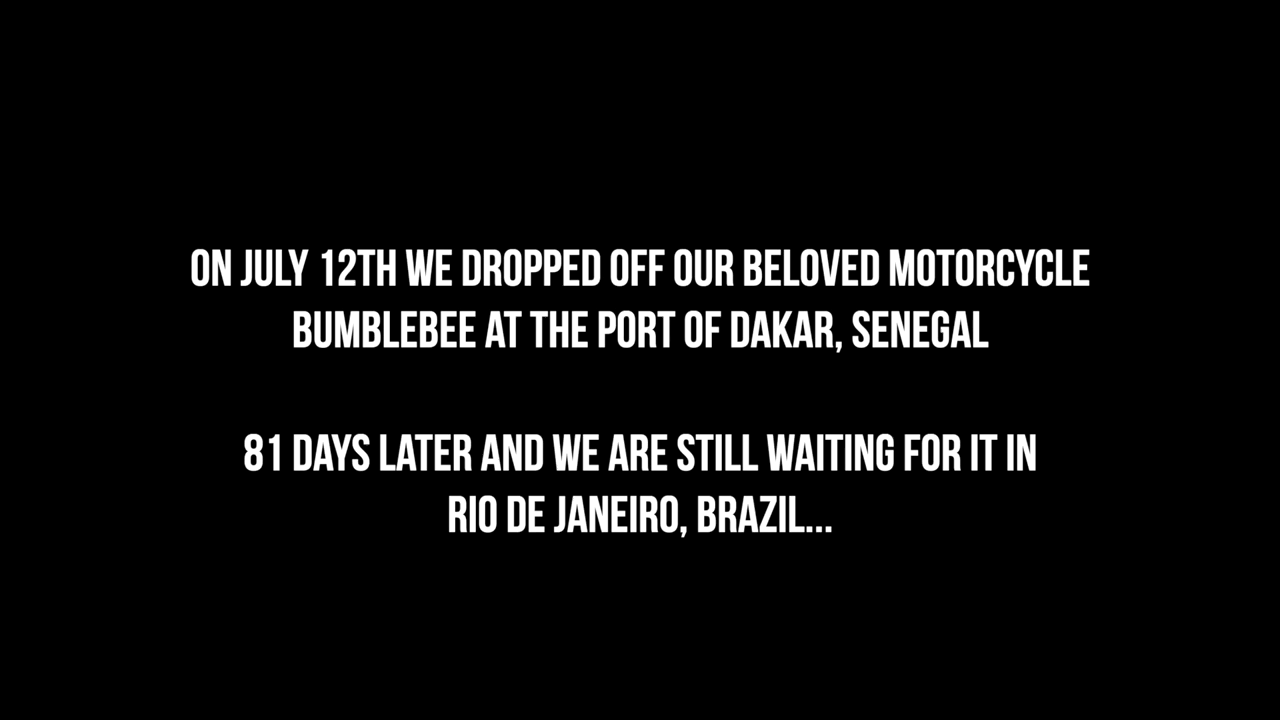 ON JULY 12TH WE DROPPED OFF OUR BELOVED MOTORCYCLE
BUMBLEBEE AT THE PORT OF DAKAR, SENEGAL
81 DAYS LATER AND WE ARE STILL WAITING FOR IT IN
RIO DE JANEIRO, BRAZIL...